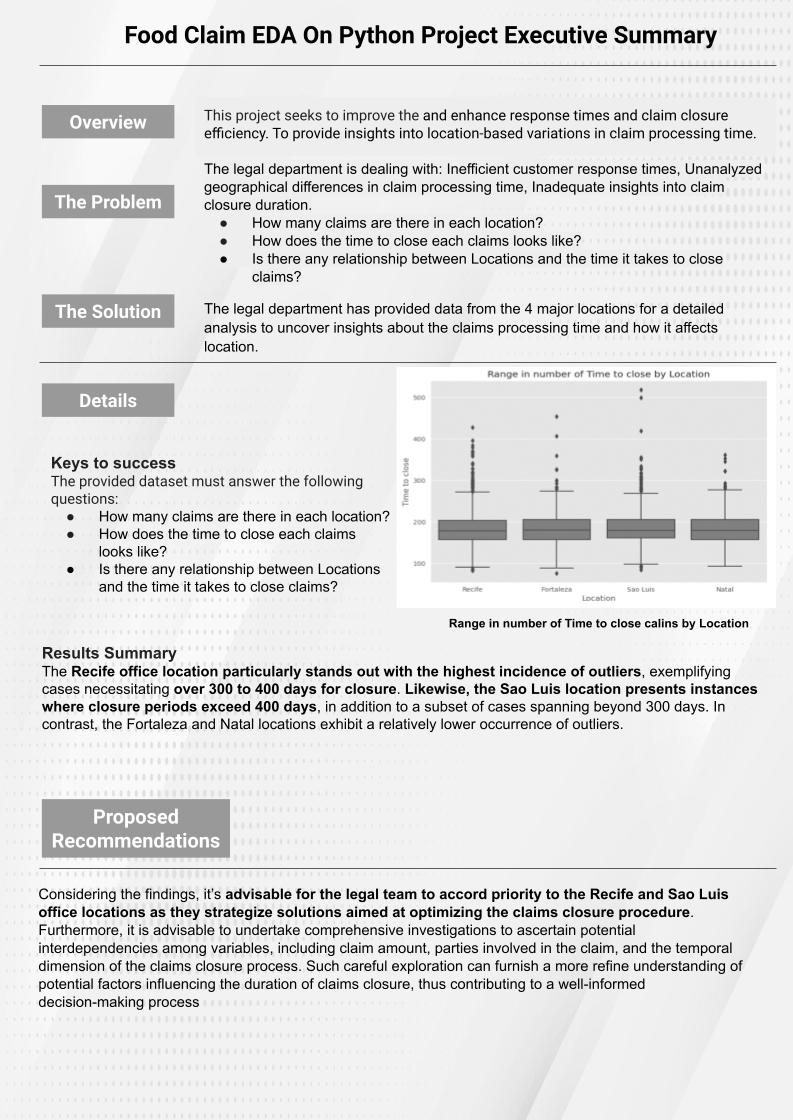 Food Claim EDA On Python Project Executive Summary
Overview
This project seeks to improve the and enhance response times and claim closure
efficiency. To provide insights into location-based variations in claim processing time.
The Problem
The legal department is dealing with: Inefficient customer response times, Unanalyzed
geographical differences in claim processing time, Inadequate insights into claim
closure duration.
● How many claims are there in each location?
● How does the time to close each claims looks like?
● Is there any relationship between Locations and the time it takes to close
claims?
The Solution
The legal department has provided data from the 4 major locations for a detailed
analysis to uncover insights about the claims processing time and how it affects
location.
Details
Keys to success
The provided dataset must answer the following
questions:
● How many claims are there in each location?
● How does the time to close each claims
looks like?
● Is there any relationship between Locations
and the time it takes to close claims?
Range in number of Time to close by Location
Time to close
500
400
300
200
100
Recife Fortaleza Sao Luis Natal
Location
Range in number of Time to close calins by Location
Results Summary
The Recife office location particularly stands out with the highest incidence of outliers, exemplifying
cases necessitating over 300 to 400 days for closure. Likewise, the Sao Luis location presents instances
where closure periods exceed 400 days, in addition to a subset of cases spanning beyond 300 days. In
contrast, the Fortaleza and Natal locations exhibit a relatively lower occurrence of outliers.
Proposed
Recommendations
Considering the findings, it's advisable for the legal team to accord priority to the Recife and Sao Luis
office locations as they strategize solutions aimed at optimizing the claims closure procedure.
Furthermore, it is advisable to undertake comprehensive investigations to ascertain potential
interdependencies among variables, including claim amount, parties involved in the claim, and the temporal
dimension of the claims closure process. Such careful exploration can furnish a more refine understanding of
potential factors influencing the duration of claims closure, thus contributing to a well-informed
decision-making process